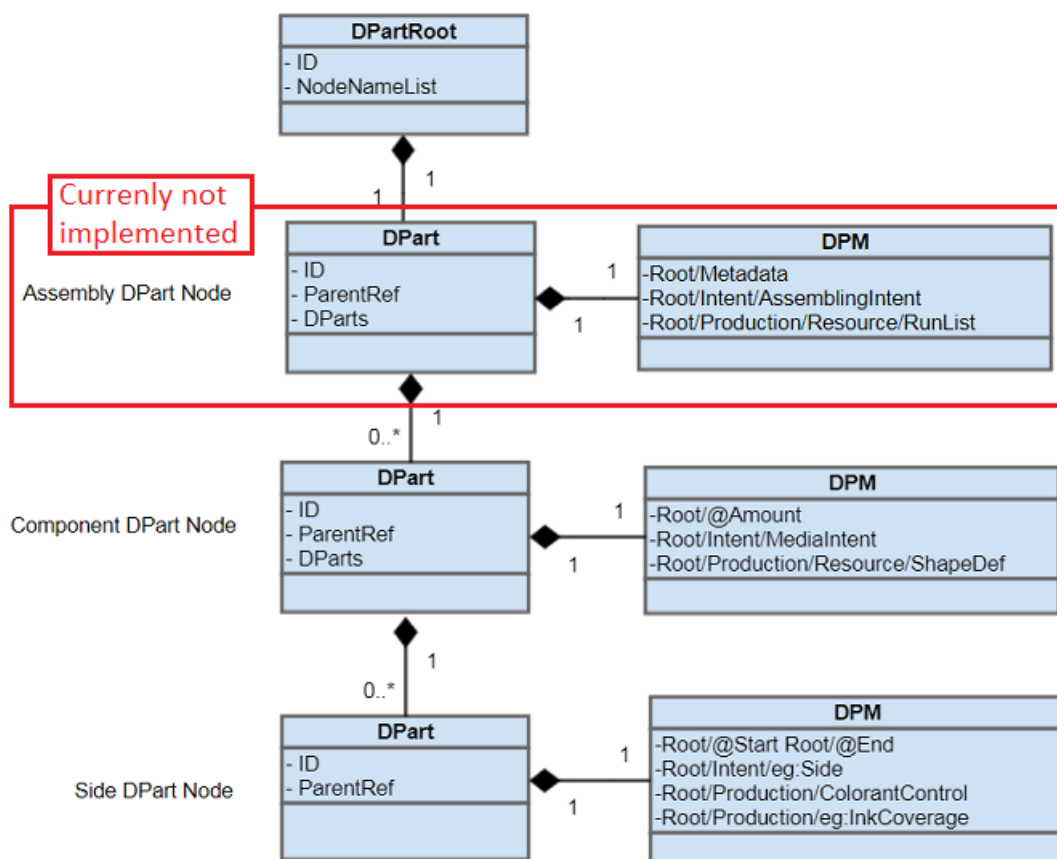 DPartRoot
- ID
- NodeNameList
1
1
Currenly not
implemented
Assembly DPart Node
DPart
- ID
- ParentRef
- DParts
1
1
DPM
-Root/Metadata
-Root/Intent/AssemblingIntent
-Root/Production/Resource/RunList
1
0..*
Component DPart Node
DPart
- ID
- ParentRef
- DParts
1
1
DPM
-Root/@Amount
-Root/Intent/MediaIntent
-Root/Production/Resource/ShapeDef
1
0..*
Side DPart Node
DPart
- ID
- ParentRef
1
1
DPM
-Root/@Start Root/@End
-Root/Intent/eg:Side
-Root/Production/ColorantControl
-Root/Production/eg:InkCoverage